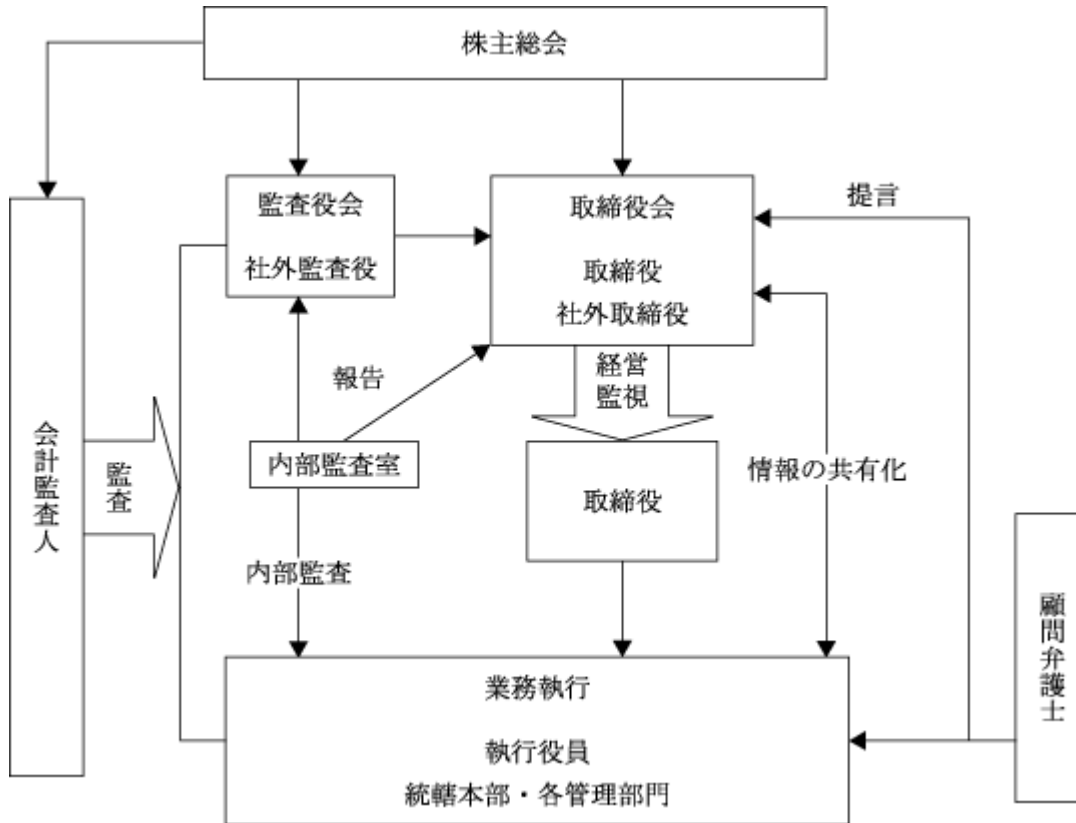 株主総会
監査役会
社外監査役
取締役会
取締役
社外取締役
提言
経営
監視
報告
内部監査室
取締役
情報の共有化
会計監査人
監査
内部監査
顧問弁護士
業務執行
執行役員
統轄本部・各管理部門